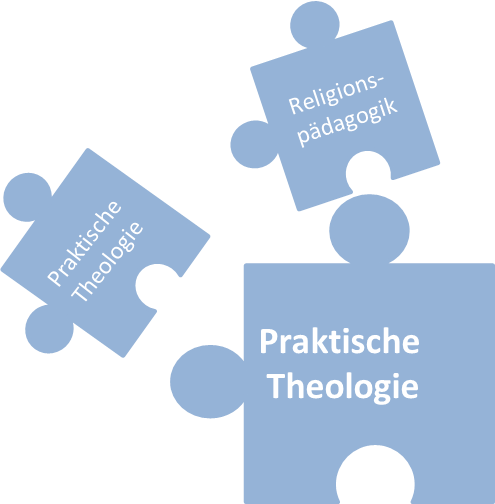 Religions-
pädagogik
Praktische
Theologie
Praktische
Theologie